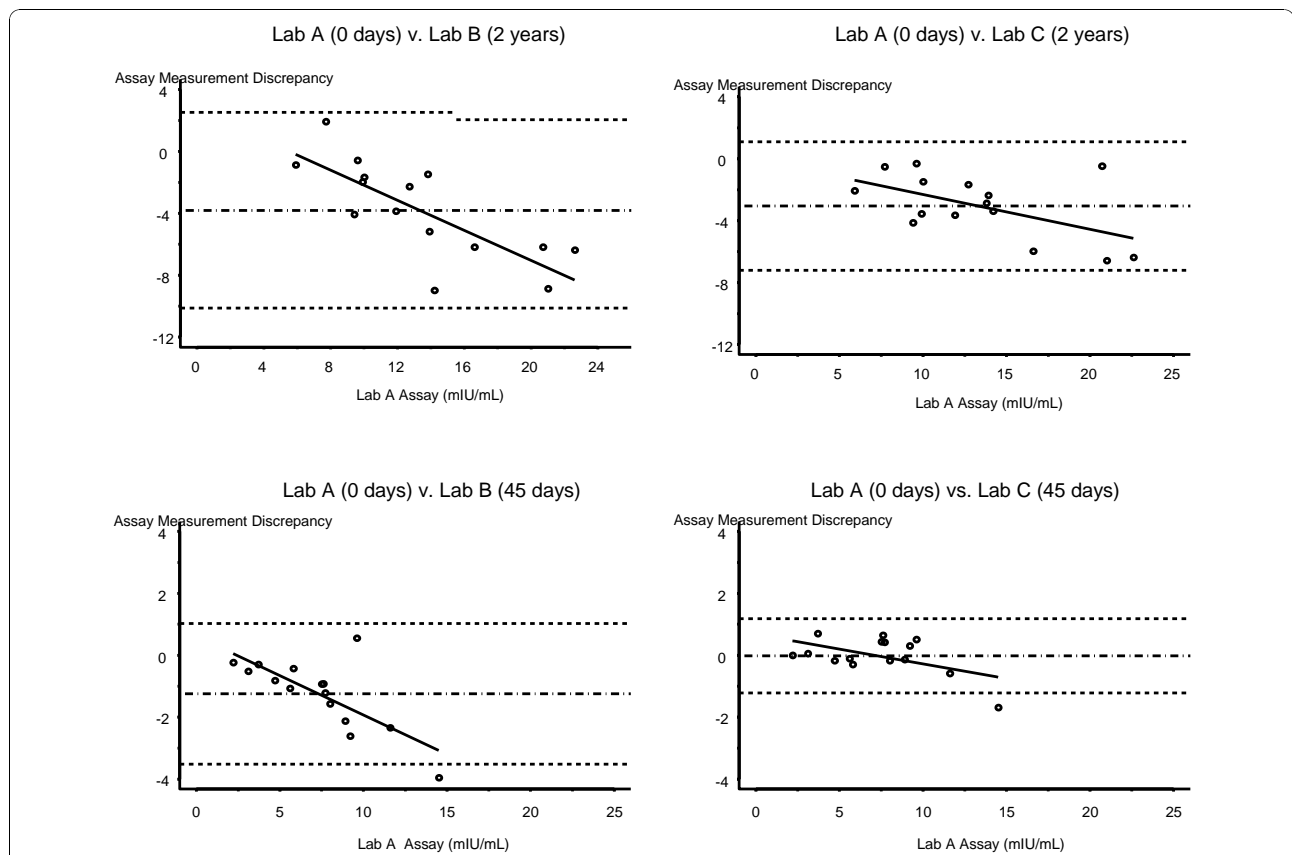 Lab A (0 days) v. Lab B (2 years)
Assay Measurement Discrepancy
4
0
-4
-8
-12
0 4 8 12 16 20 24
Lab A Assay (mIU/mL)
Lab A (0 days) v. Lab C (2 years)
Assay Measurement Discrepancy
4
0
-4
-8
-12
0 5 10 15 20 25
Lab A Assay (mIU/mL)
Lab A (0 days) v. Lab B (45 days)
Assay Measurement Discrepancy
4
2
0
-2
-4
0 5 10 15 20 25
Lab A Assay (mIU/mL)
Lab A (0 days) vs. Lab C (45 days)
Assay Measurement Discrepancy
4
2
0
-2
-4
0 5 10 15 20 25
Lab A Assay (mIU/mL)